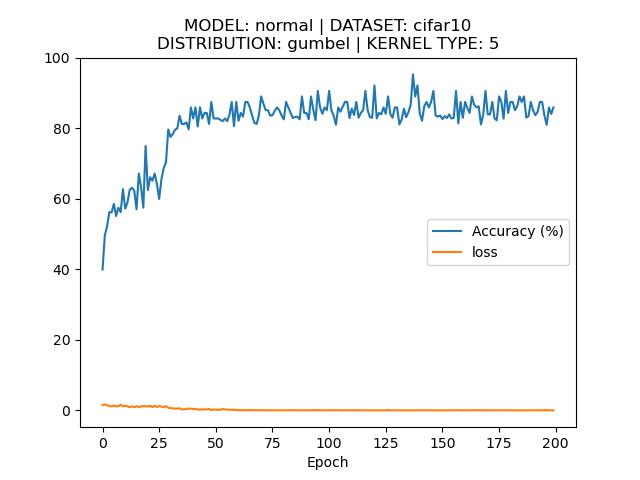 MODEL: normal | DATASET: cifar10
DISTRIBUTION: gumbel | KERNEL TYPE: 5
100
80
60
40
20
0
Accuracy (%)
loss
0 25 50 75 100 125 150 175 200
Epoch